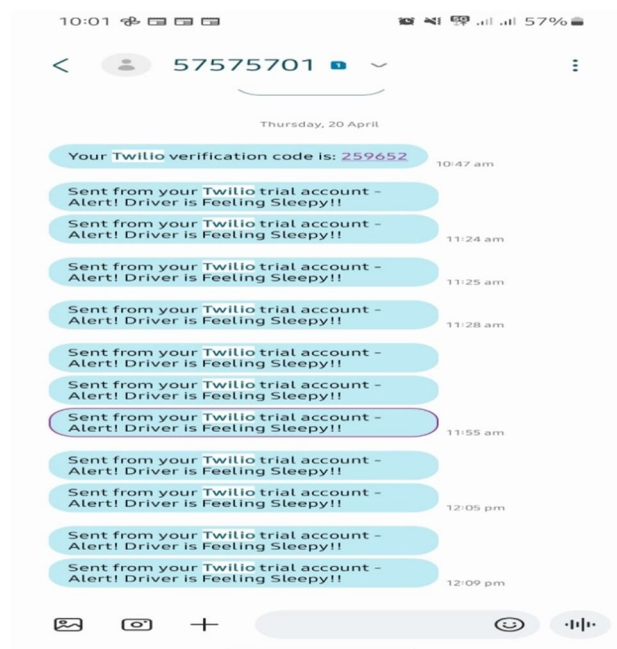 10:01 57%
57575701 1
Thursday, 20 April
Your Twilio verification code is: 259652
10:47 am
Sent from your Twilio trial account -
Alert! Driver is Feeling Sleepy!!
Sent from your Twilio trial account -
Alert! Driver is Feeling Sleepy!!
11:24 am
Sent from your Twilio trial account -
Alert! Driver is Feeling Sleepy!!
11:25 am
Sent from your Twilio trial account -
Alert! Driver is Feeling Sleepy!!
11:28 am
Sent from your Twilio trial account -
Alert! Driver is Feeling Sleepy!!
Sent from your Twilio trial account -
Alert! Driver is Feeling Sleepy!!
Sent from your Twilio trial account -
Alert! Driver is Feeling Sleepy!!
11:55 am
Sent from your Twilio trial account -
Alert! Driver is Feeling Sleepy!!
Sent from your Twilio trial account -
Alert! Driver is Feeling Sleepy!!
12:05 pm
Sent from your Twilio trial account -
Alert! Driver is Feeling Sleepy!!
Sent from your Twilio trial account -
Alert! Driver is Feeling Sleepy!!
12:09 pm